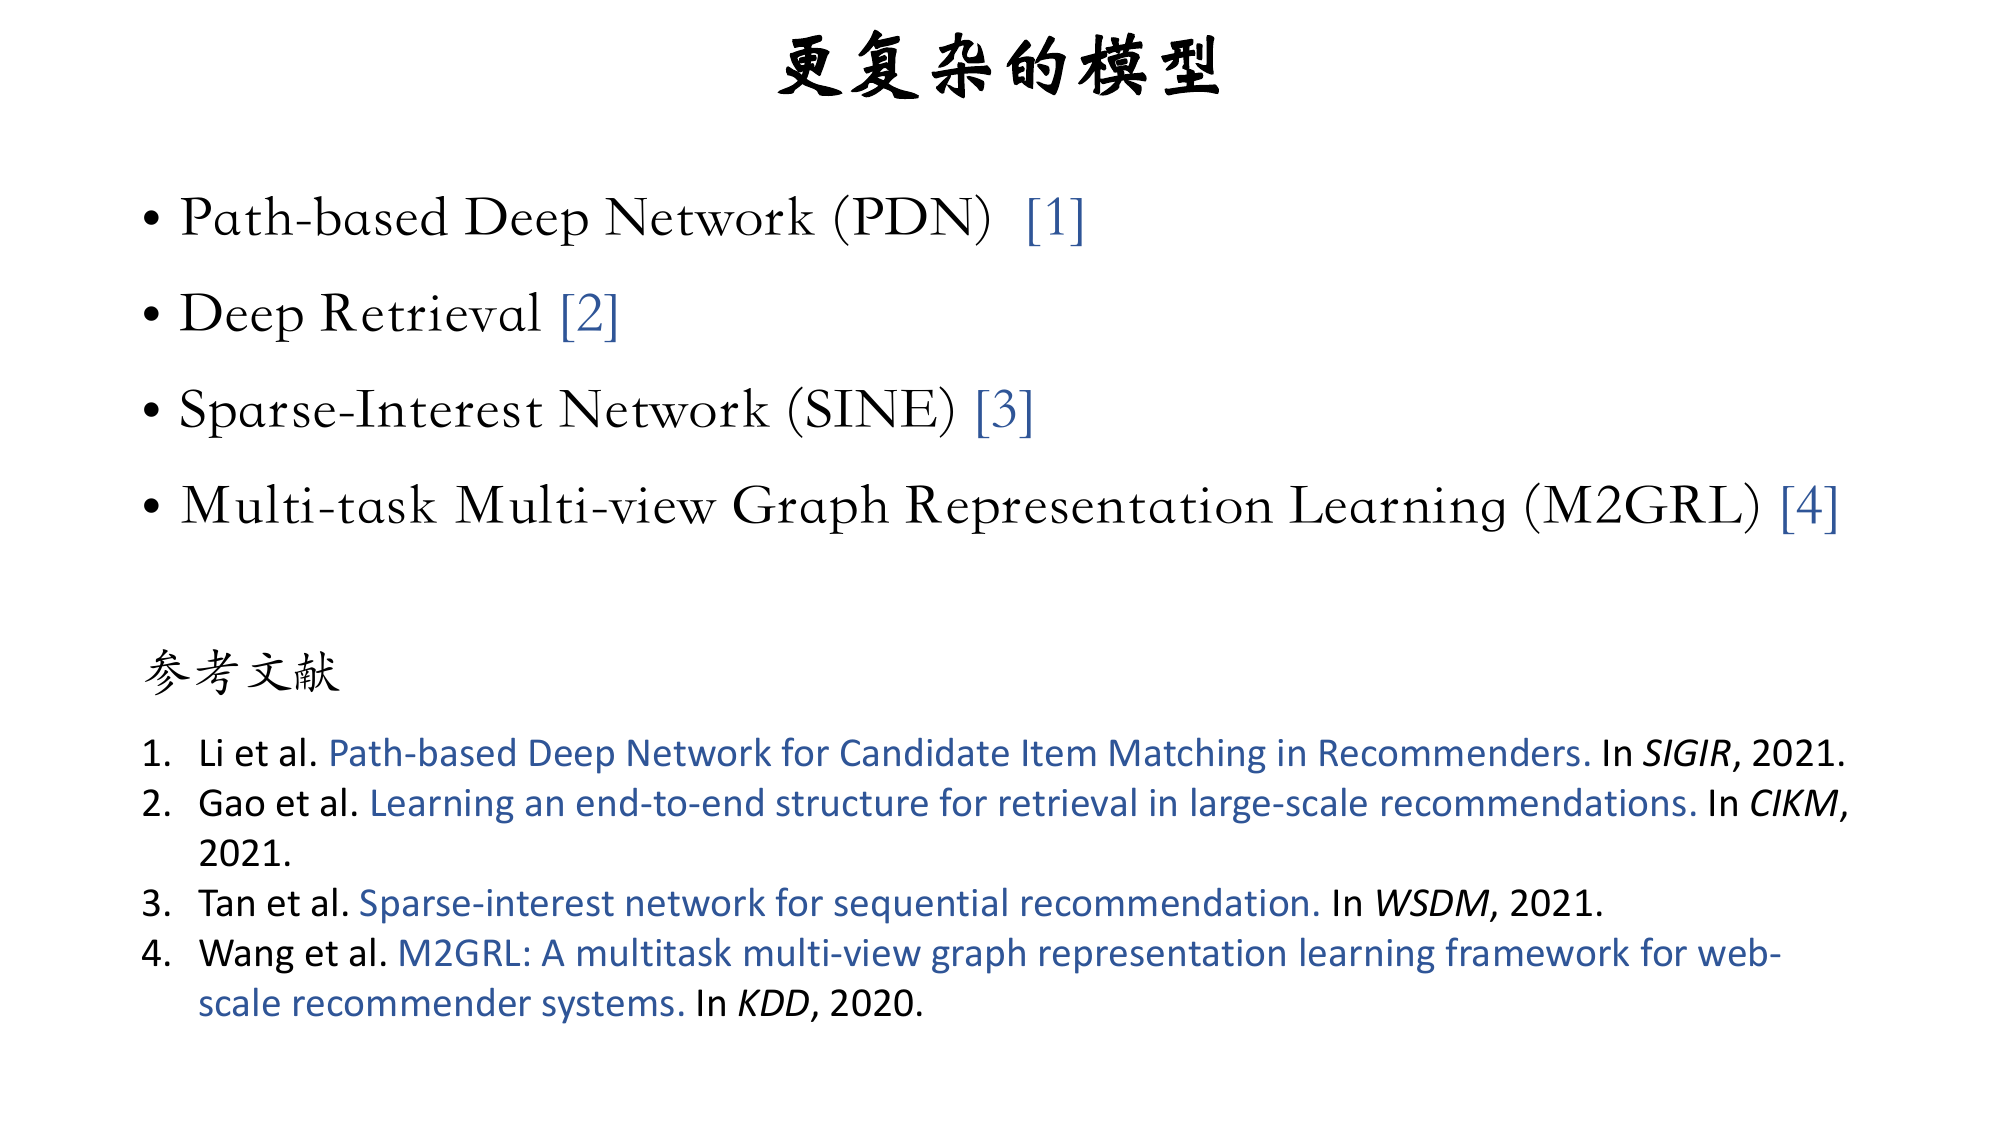 更复杂的模型
• Path-based Deep Network (PDN) [1]
• Deep Retrieval [2]
• Sparse-Interest Network (SINE) [3]
• Multi-task Multi-view Graph Representation Learning (M2GRL) [4]
参考文献
1. Li et al. Path-based Deep Network for Candidate Item Matching in Recommenders. In SIGIR, 2021.
2. Gao et al. Learning an end-to-end structure for retrieval in large-scale recommendations. In CIKM,
2021.
3. Tan et al. Sparse-interest network for sequential recommendation. In WSDM, 2021.
4. Wang et al. M2GRL: A multitask multi-view graph representation learning framework for web-
scale recommender systems. In KDD, 2020.